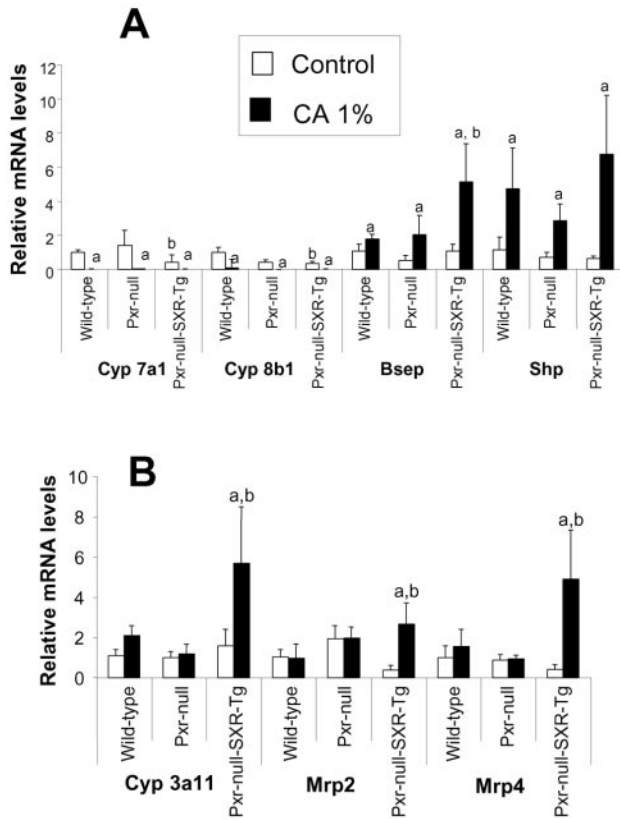 A
Control
CA 1%
Relative mRNA levels
12
10
8
6
4
2
0
a
a
b
a
a
a
b
a
a
a
a, b
a
a
a
Wild-type
Pxr-null
Pxr-null-SXR-Tg
Wild-type
Pxr-null
Pxr-null-SXR-Tg
Wild-type
Pxr-null
Pxr-null-SXR-Tg
Wild-type
Pxr-null
Pxr-null-SXR-Tg
Cyp 7a1 Cyp 8b1 Bsep Shp
B
Relative mRNA levels
10
8
6
4
2
0
a,b
a,b
a,b
Wild-type
Pxr-null
Pxr-null-SXR-Tg
Wild-type
Pxr-null
Pxr-null-SXR-Tg
Wild-type
Pxr-null
Pxr-null-SXR-Tg
Cyp 3a11 Mrp2 Mrp4